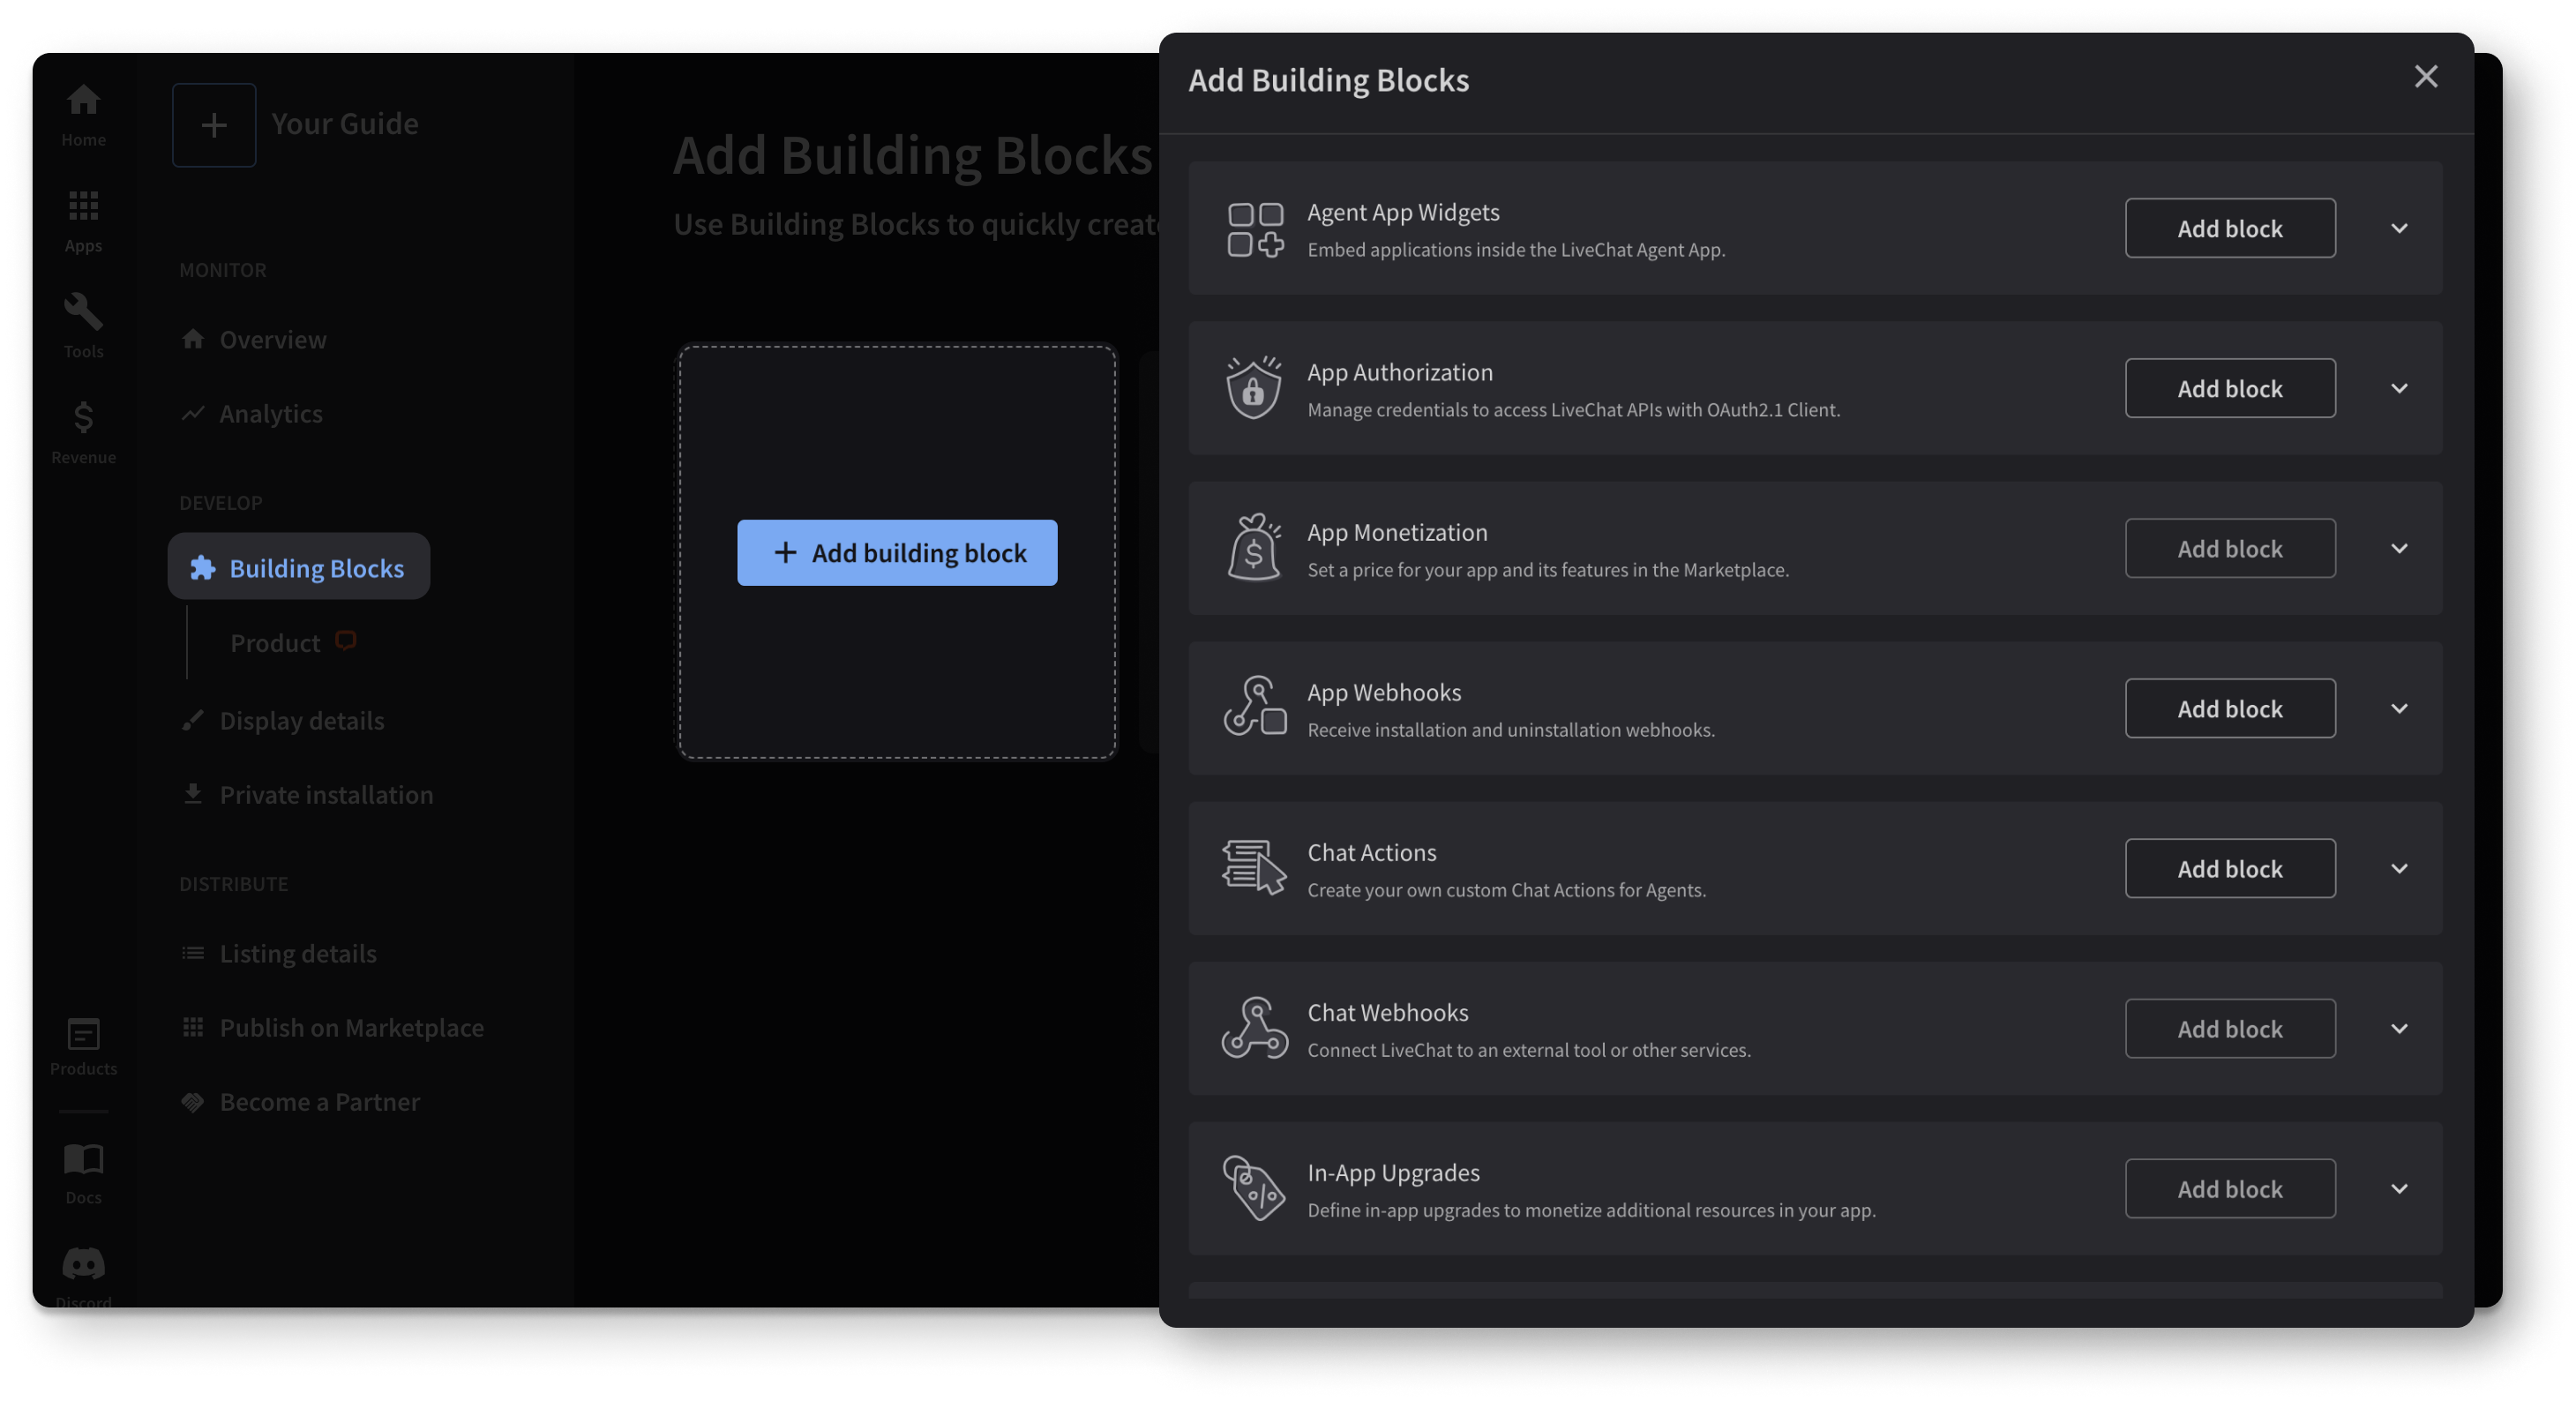 Home
Apps
Tools
Revenue
Products
Docs
Discord
Your Guide
MONITOR
Overview
Analytics
DEVELOP
Building Blocks
Product
Display details
Private installation
DISTRIBUTE
Listing details
Publish on Marketplace
Become a Partner
Add Building Blocks
Use Building Blocks to quickly create
Add building block
Add Building Blocks
Agent App Widgets
Embed applications inside the LiveChat Agent App.
Add block
App Authorization
Manage credentials to access LiveChat APIs with OAuth2.1 Client.
Add block
App Monetization
Set a price for your app and its features in the Marketplace.
Add block
App Webhooks
Receive installation and uninstallation webhooks.
Add block
Chat Actions
Create your own custom Chat Actions for Agents.
Add block
Chat Webhooks
Connect LiveChat to an external tool or other services.
Add block
In-App Upgrades
Define in-app upgrades to monetize additional resources in your app.
Add block